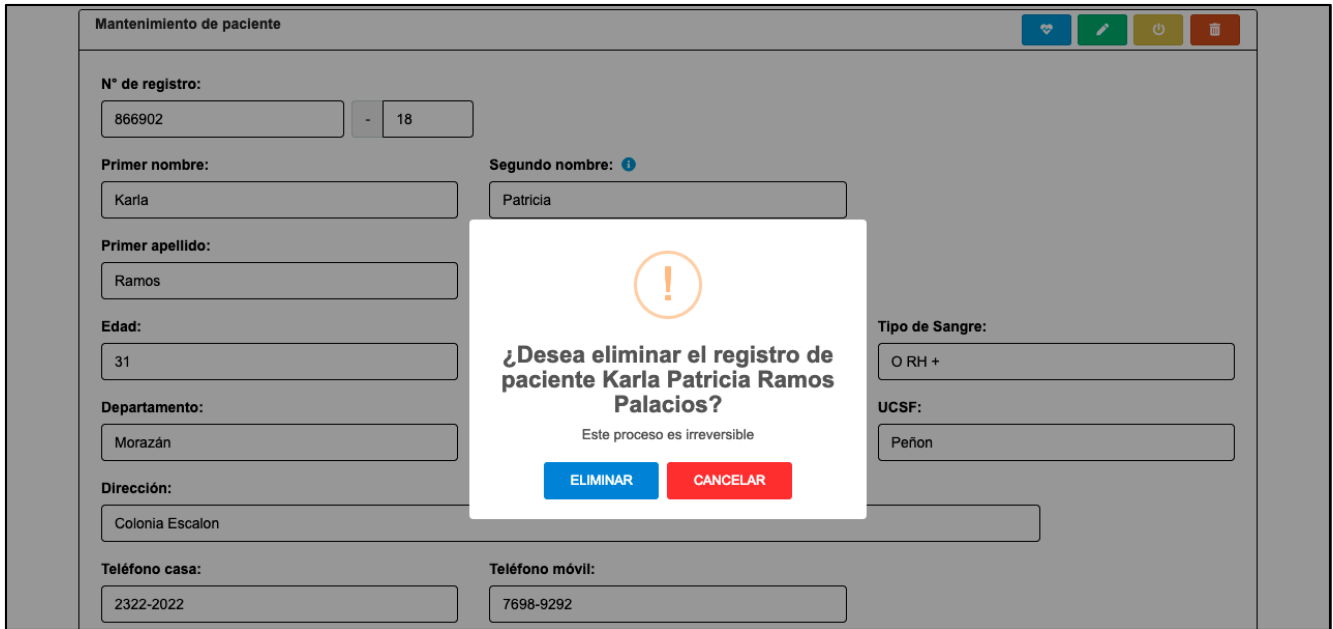 Mantenimiento de paciente
N° de registro:
866902 - 18
Primer nombre: Segundo nombre:
Karla Patricia
Primer apellido:
Ramos
Edad: Tipo de Sangre:
31 O RH +
Departamento: UCSF:
Morazán Peñon
Dirección:
Colonia Escalon
Teléfono casa: Teléfono móvil:
2322-2022 7698-9292
!
¿Desea eliminar el registro de
paciente Karla Patricia Ramos
Palacios?
Este proceso es irreversible
ELIMINAR CANCELAR